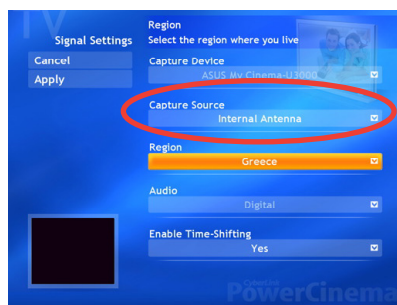 TV
Signal Settings
Cancel
Apply
Region
Select the region where you live
Capture Device
ASUS My Cinema-U3000
Capture Source
Internal Antenna
Region
Greece
Audio
Digital
Enable Time-Shifting
Yes
CyberLink
PowerCinema